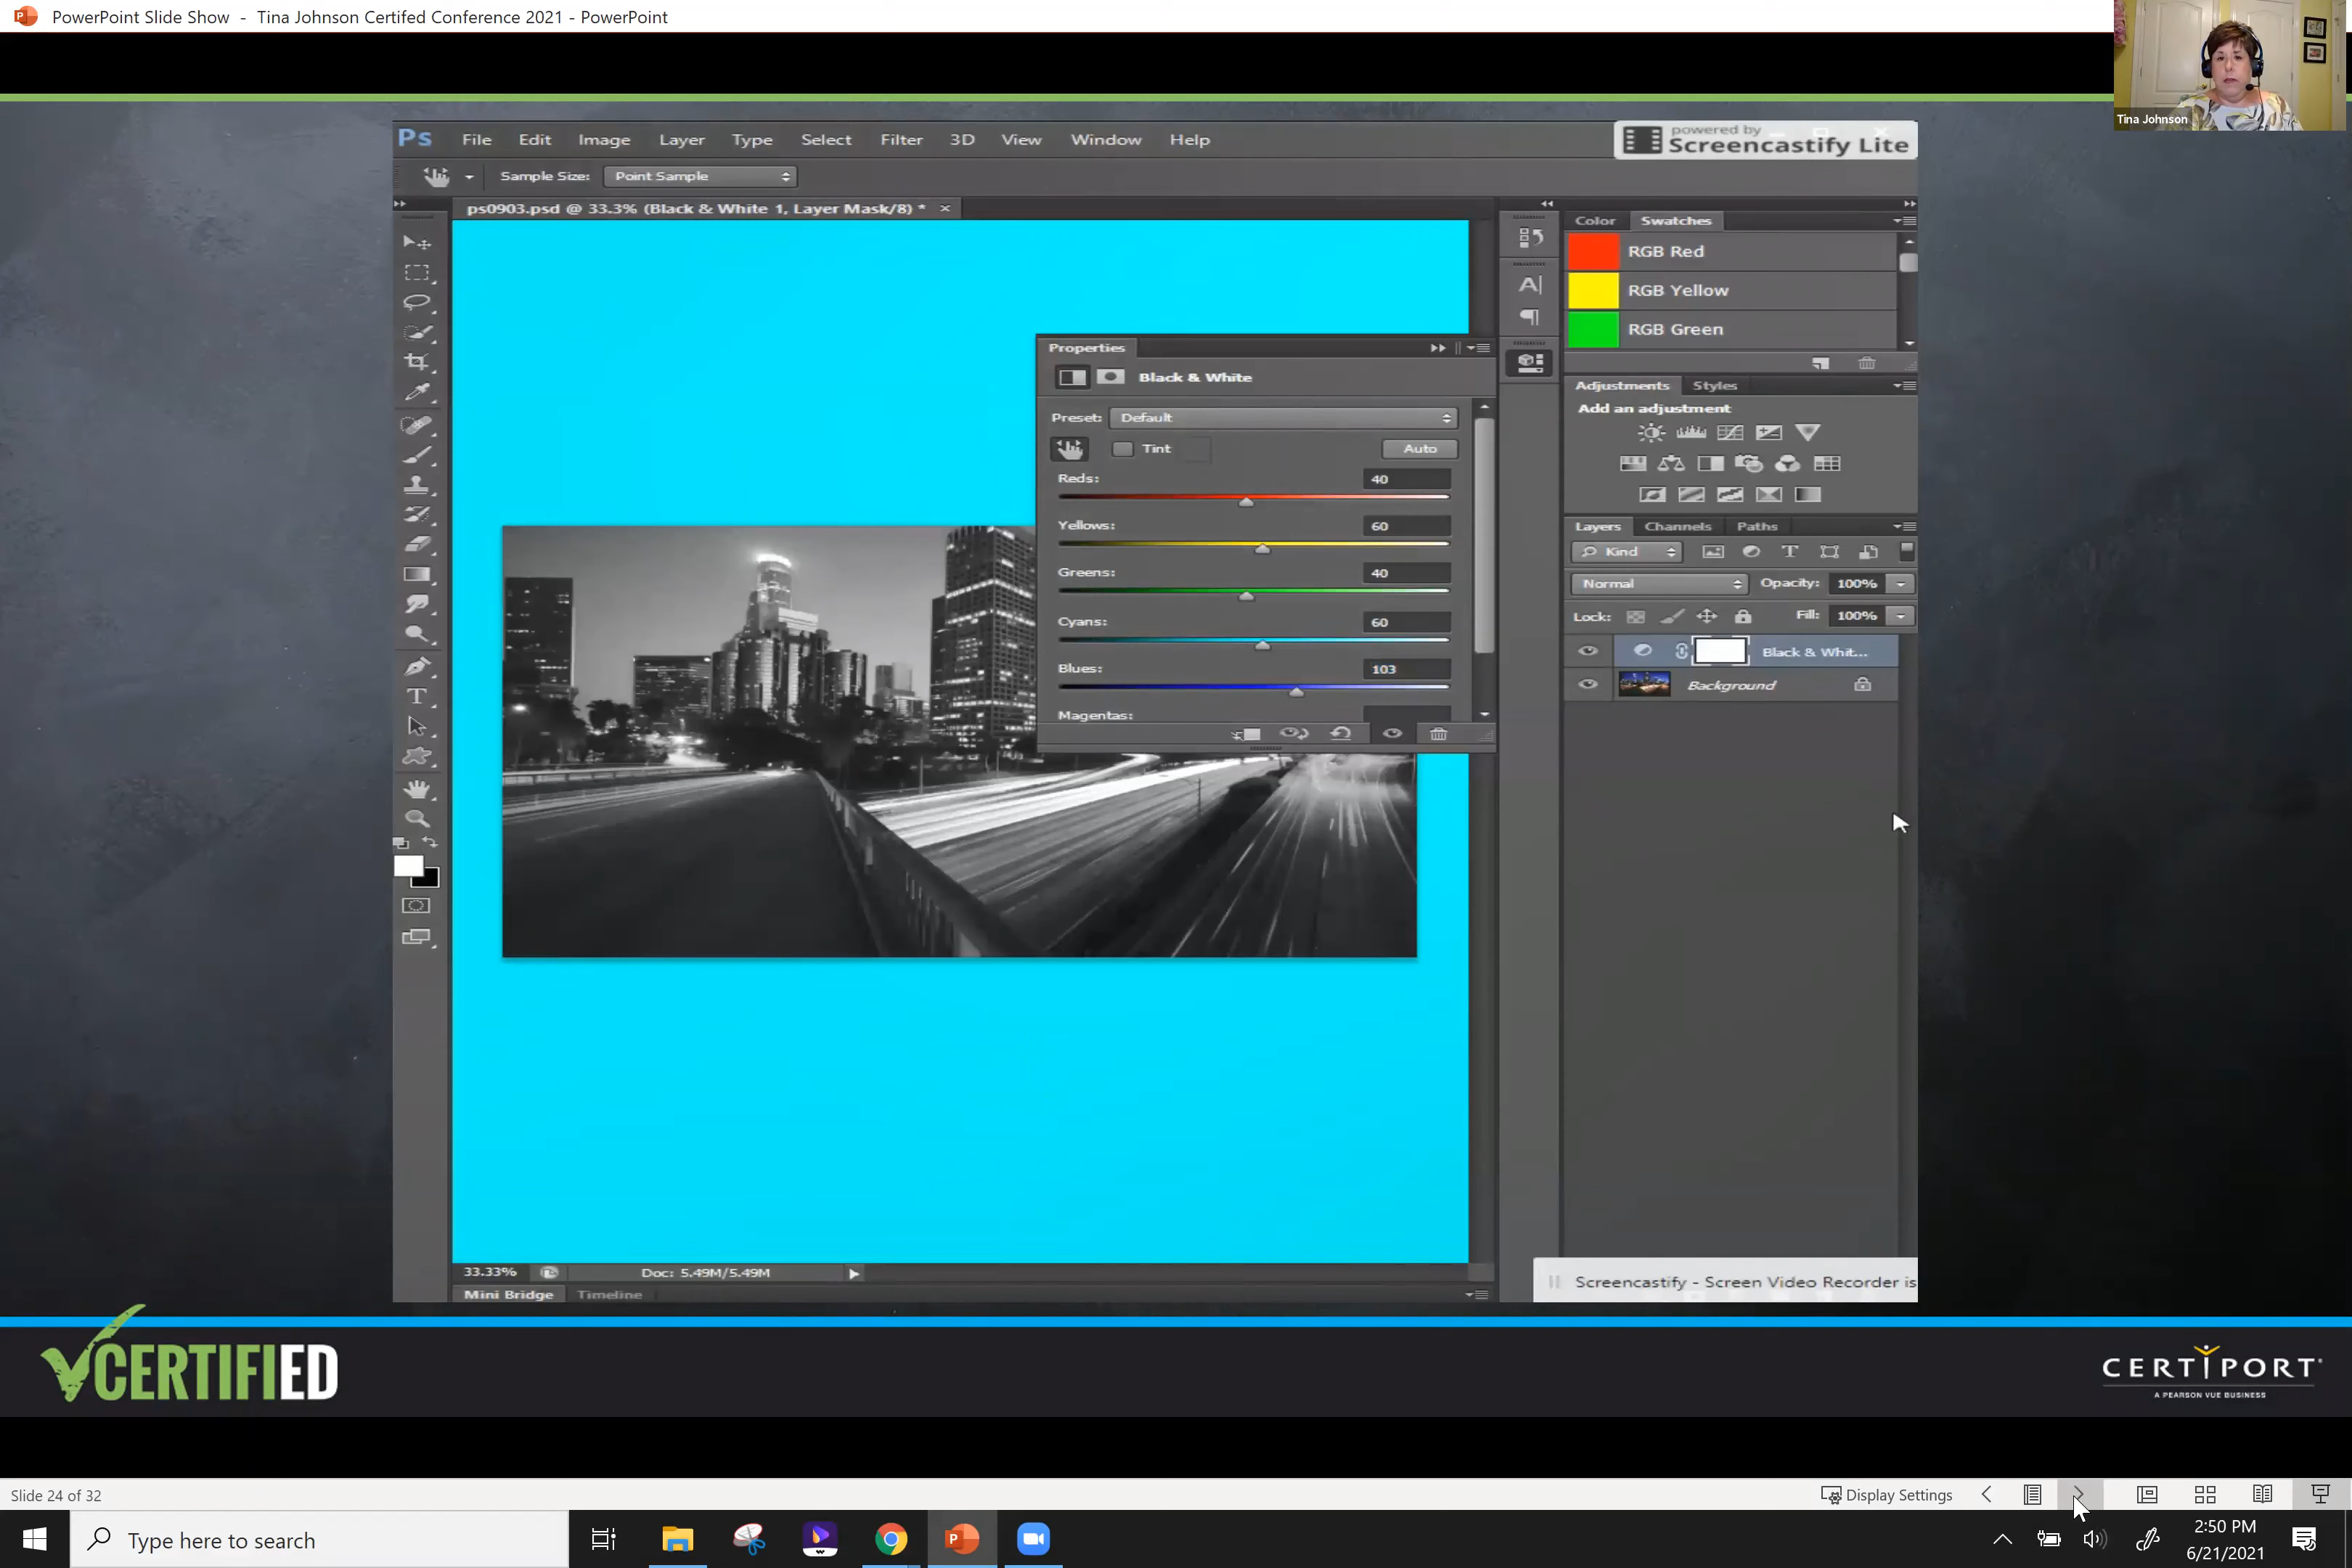 PowerPoint Slide Show - Tina Johnson Certifed Conference 2021 - PowerPoint
Tina Johnson
Ps File Edit Image Layer Type Select Filter 3D View Window Help
powered by
Screencastify Lite
Sample Size: Point Sample
ps0903.psd @ 33.3% (Black & White 1, Layer Mask/8) *
Color Swatches
RGB Red
RGB Yellow
RGB Green
Properties
Black & White
Preset: Default
Tint Auto
Reds: 40
Yellows: 60
Greens: 40
Cyans: 60
Blues: 103
Magentas:
Adjustments Styles
Add an adjustment
Layers Channels Paths
Kind
Normal Opacity: 100%
Lock: Fill: 100%
Black & Whit...
Background
33.33% Doc: 5.49M/5.49M
Mini Bridge Timeline
Screencastify - Screen Video Recorder is
CERTIFIED
CERTIPORT
A PEARSON VUE BUSINESS
Slide 24 of 32
Display Settings
Type here to search
2:50 PM
6/21/2021